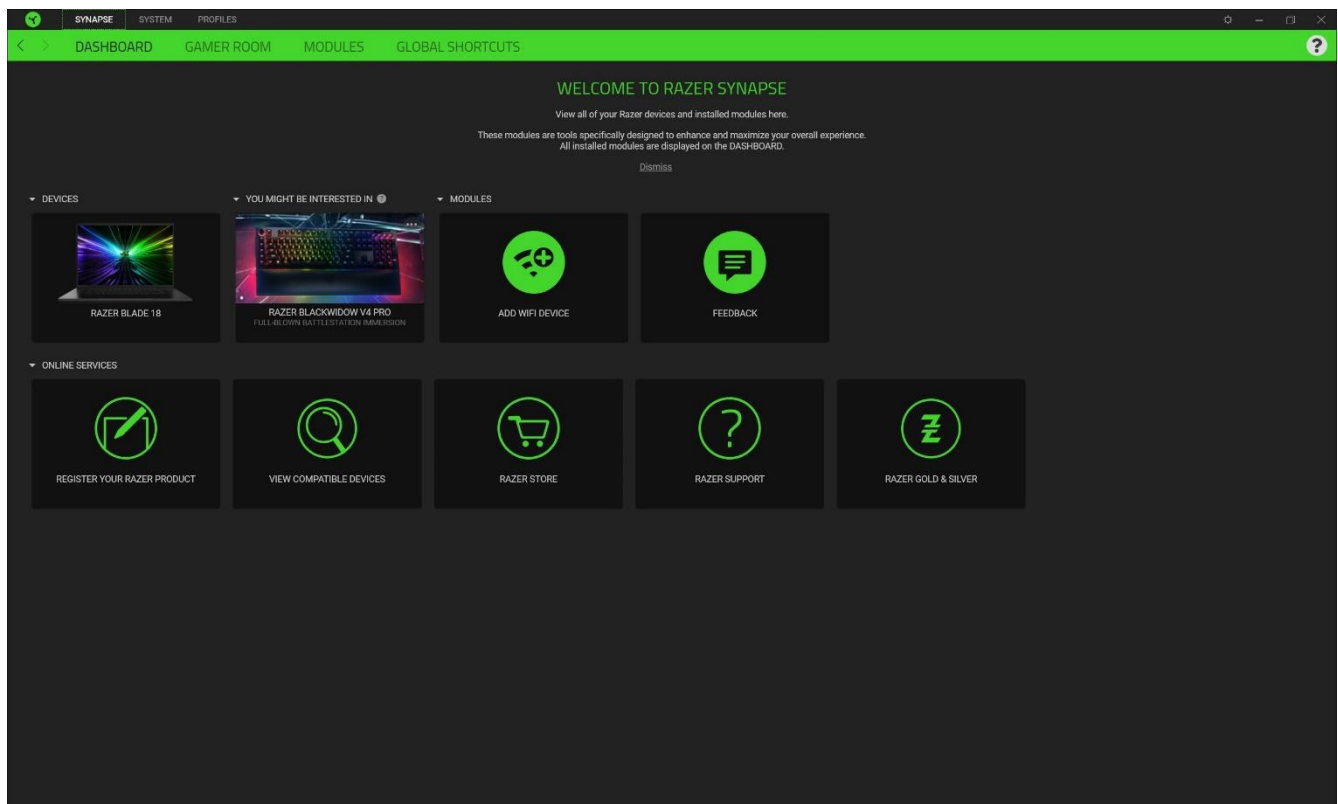 SYNAPSE SYSTEM PROFILES
DASHBOARD GAMER ROOM MODULES GLOBAL SHORTCUTS
WELCOME TO RAZER SYNAPSE
View all of your Razer devices and installed modules here.
These modules are tools specifically designed to enhance and maximize your overall experience.
All installed modules are displayed on the DASHBOARD.
Dismiss
DEVICES
RAZER BLADE 18
YOU MIGHT BE INTERESTED IN
RAZER BLACKWIDOW V4 PRO
FULL-BLOWN BATTLESTATION IMMERSION
MODULES
ADD WIFI DEVICE
FEEDBACK
ONLINE SERVICES
REGISTER YOUR RAZER PRODUCT
VIEW COMPATIBLE DEVICES
RAZER STORE
RAZER SUPPORT
RAZER GOLD & SILVER